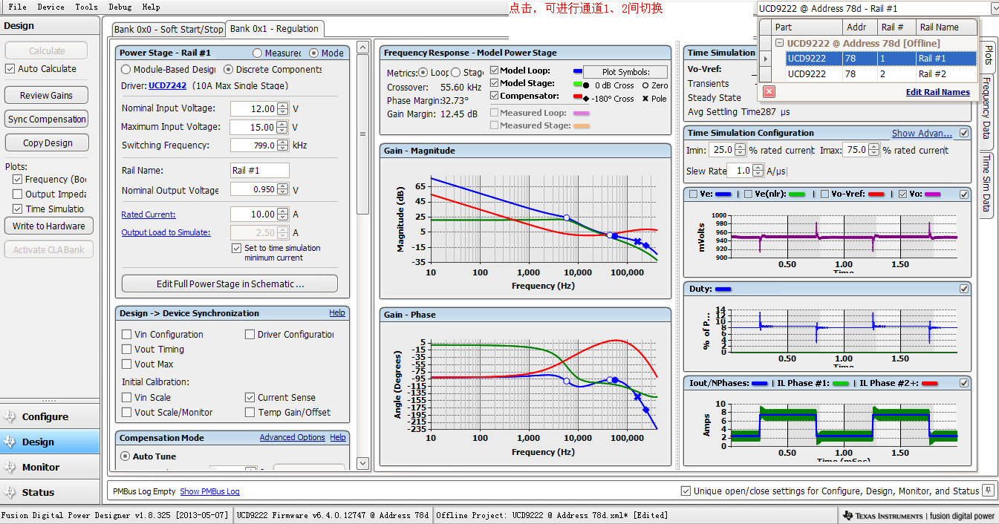 File Device Tools Debug Help
点击，可进行通道1、2间切换
UCD9222 @ Address 78d - Rail #1
Part Addr Rail # Rail Name
UCD9222 @ Address 78d [Offline]
UCD9222 78 1 Rail #1
UCD9222 78 2 Rail #2
Edit Rail Names
Design
Calculate
Auto Calculate
Review Gains
Sync Compensation
Copy Design
Plots:
Frequency (Bo
Output Impeda
Time Simulatio
Write to Hardware
Activate CLA Bank
Configure
Design
Monitor
Status
Bank 0x0 - Soft Start/Stop
Bank 0x1 - Regulation
Power Stage - Rail #1 Measured Mode
Module-Based Design Discrete Components
Driver: UCD7242 (10A Max Single Stage)
Nominal Input Voltage: 12.00 V
Maximum Input Voltage: 15.00 V
Switching Frequency: 799.0 kHz
Rail Name: Rail #1
Nominal Output Voltage 0.950 V
Rated Current: 10.00 A
Output Load to Simulate: 2.50 A
Set to time simulation
minimum current
Edit Full Power Stage in Schematic ...
Design -> Device Synchronization Help
Vin Configuration Driver Configuration
Vout Timing
Vout Max
Initial Calibration:
Vin Scale Current Sense
Vout Scale/Monitor Temp Gain/Offset
Compensation Mode Advanced Options Help
Auto Tune
Frequency Response - Model Power Stage
Metrics: Loop Stage
Crossover: 55.60 kHz
Phase Margin: 32.73°
Gain Margin: 12.45 dB
Model Loop:
Model Stage:
Compensator:
Measured Loop:
Measured Stage:
Plot Symbols:
0 dB Cross Zero
-180° Cross Pole
Gain - Magnitude
Magnitude (dB)
65
45
25
5
-15
-35
10 100 1,000 10,000 100,000
Frequency (Hz)
Gain - Phase
Angle (Degrees)
5
-15
-35
-55
-75
-95
-115
-135
-155
-175
-195
-215
-235
10 100 1,000 10,000 100,000
Frequency (Hz)
Time Simulation
Vo-Vref:
Transients
Steady State
Avg Settling Time 287 µs
Time Simulation Configuration Show Advan...
Imin: 25.0 % rated current Imax: 75.0 % rated current
Slew Rate 1.0 A/µs
Ve: | Ve(nlr): | Vo-Vref: | Vo:
mVolts
1000
980
960
940
920
900
0.50 1.00 1.50
Duty:
% of P...
14
12
10
8
6
4
2
0
0.50 1.00 1.50
Iout/NPhases: | IL Phase #1: | IL Phase #2+:
Amps
10
8
6
4
2
0
0.50 1.00 1.50
Time (mSec)
Plots
Frequency Data
Time Sim Data
PMBus Log Empty Show PMBus Log
Unique open/close settings for Configure, Design, Monitor, and Status
Fusion Digital Power Designer v1.8.325 [2013-05-07]
UCD9222 Firmware v6.4.0.12747 @ Address 78d
Offline Project: UCD9222 @ Address 78d.xml* [Edited]
TEXAS INSTRUMENTS | fusion digital power